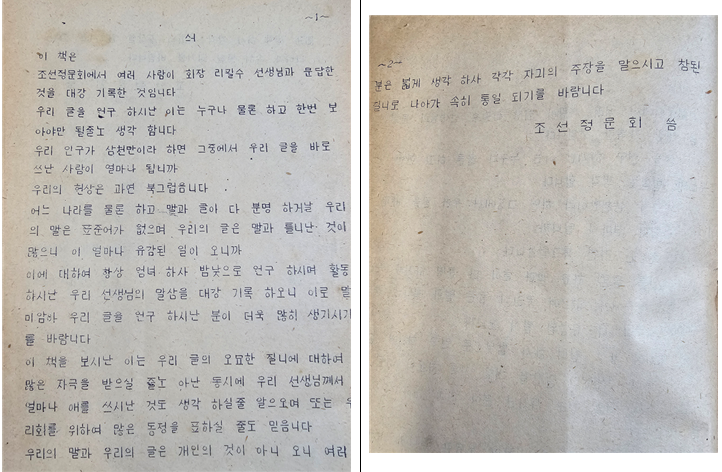 ~1~
서
이 책은
조선정문회에서 여러 사람이 회장 리필수 선생님과 문답한
것을 대강 기록한 것임니다
우리 글을 연구 하시난 이는 누구나 물론 하고 한번 보
아야만 될줄노 생각 함니다
우리 인구가 삼천만이라 하면 그중에서 우리 글을 바로
쓰난 사람이 얼마나 됩니까
우리의 현상은 과연 북그럽슴니다
어느 나라를 물론 하고 말과 글이 다 분명 하거날 우리
의 말은 표준어가 없으며 우리의 글은 말과 틀니난 것이
많으니 이 얼마나 유감된 일이 오니까
이에 대하여 항상 염녀 하사 밤낮으로 연구 하시며 활동
하시난 우리 선생님의 말삼을 대강 기록 하오니 이로 말
미암아 우리 글을 연구 하시난 분이 더욱 많히 생기시기
를 바람니다
이 책을 보시난 이는 우리 글의 오묘한 질니에 대하여
많은 자극을 받으실 줄노 아난 동시에 우리 선생님께서
얼마나 애를 쓰시난 것도 생각 하실줄 알으오며 또는 우
리회를 위하여 많은 동정을 표하실 줄도 믿음니다
우리의 말과 우리의 글은 개인의 것이 아니 오니 여러
~2~
분은 넓게 생각 하사 각각 자긔의 주장을 말으시고 참된
질니로 나아가 속히 통일 되기를 바람니다
조선정문회 씀